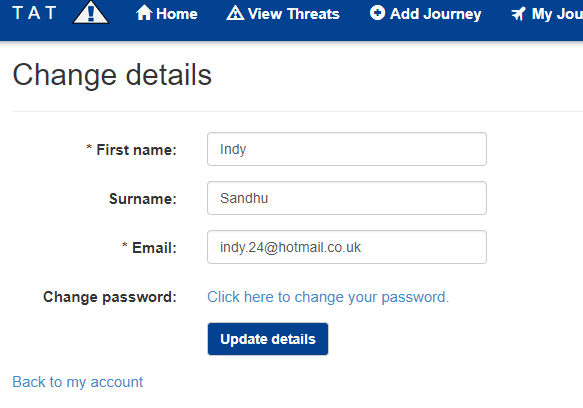 TAT Home View Threats Add Journey My Jou
Change details
* First name: Indy
Surname: Sandhu
* Email: indy.24@hotmail.co.uk
Change password: Click here to change your password.
Update details
Back to my account